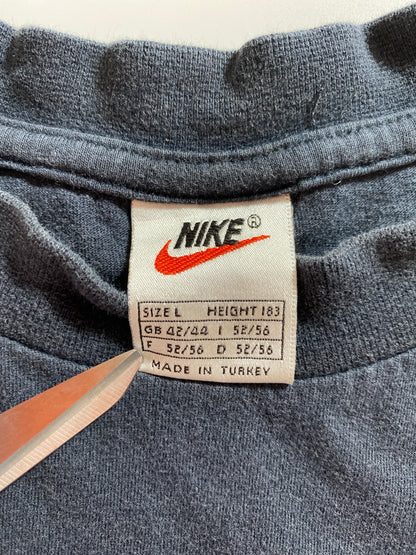 NIKE®
SIZE L HEIGHT 183
GB 42/44 I 52/56
F 52/56 D 52/56
MADE IN TURKEY